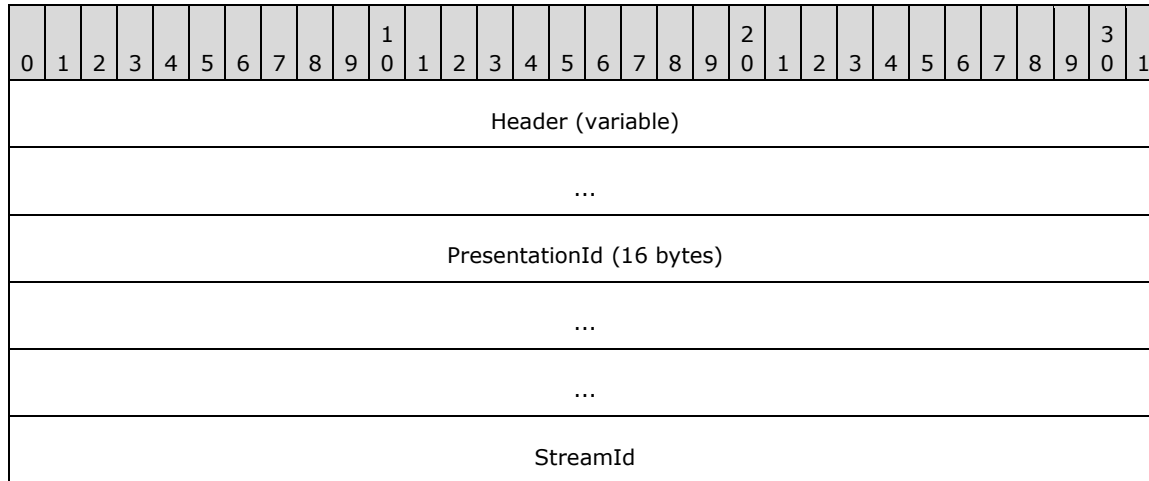 1 2 3
0 1 2 3 4 5 6 7 8 9 0 1 2 3 4 5 6 7 8 9 0 1 2 3 4 5 6 7 8 9 0 1
Header (variable)
...
PresentationId (16 bytes)
...
...
StreamId